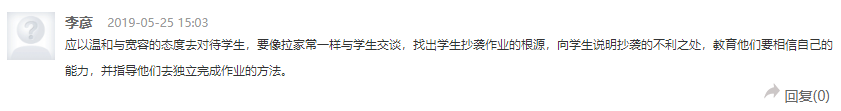 李彦 2019-05-25 15:03
应以温和与宽容的态度去对待学生，要像拉家常一样与学生交谈，找出学生抄袭作业的根源，向学生说明抄袭的不利之处，教育他们要相信自己的
能力，并指导他们去独立完成作业的方法。
回复(0)